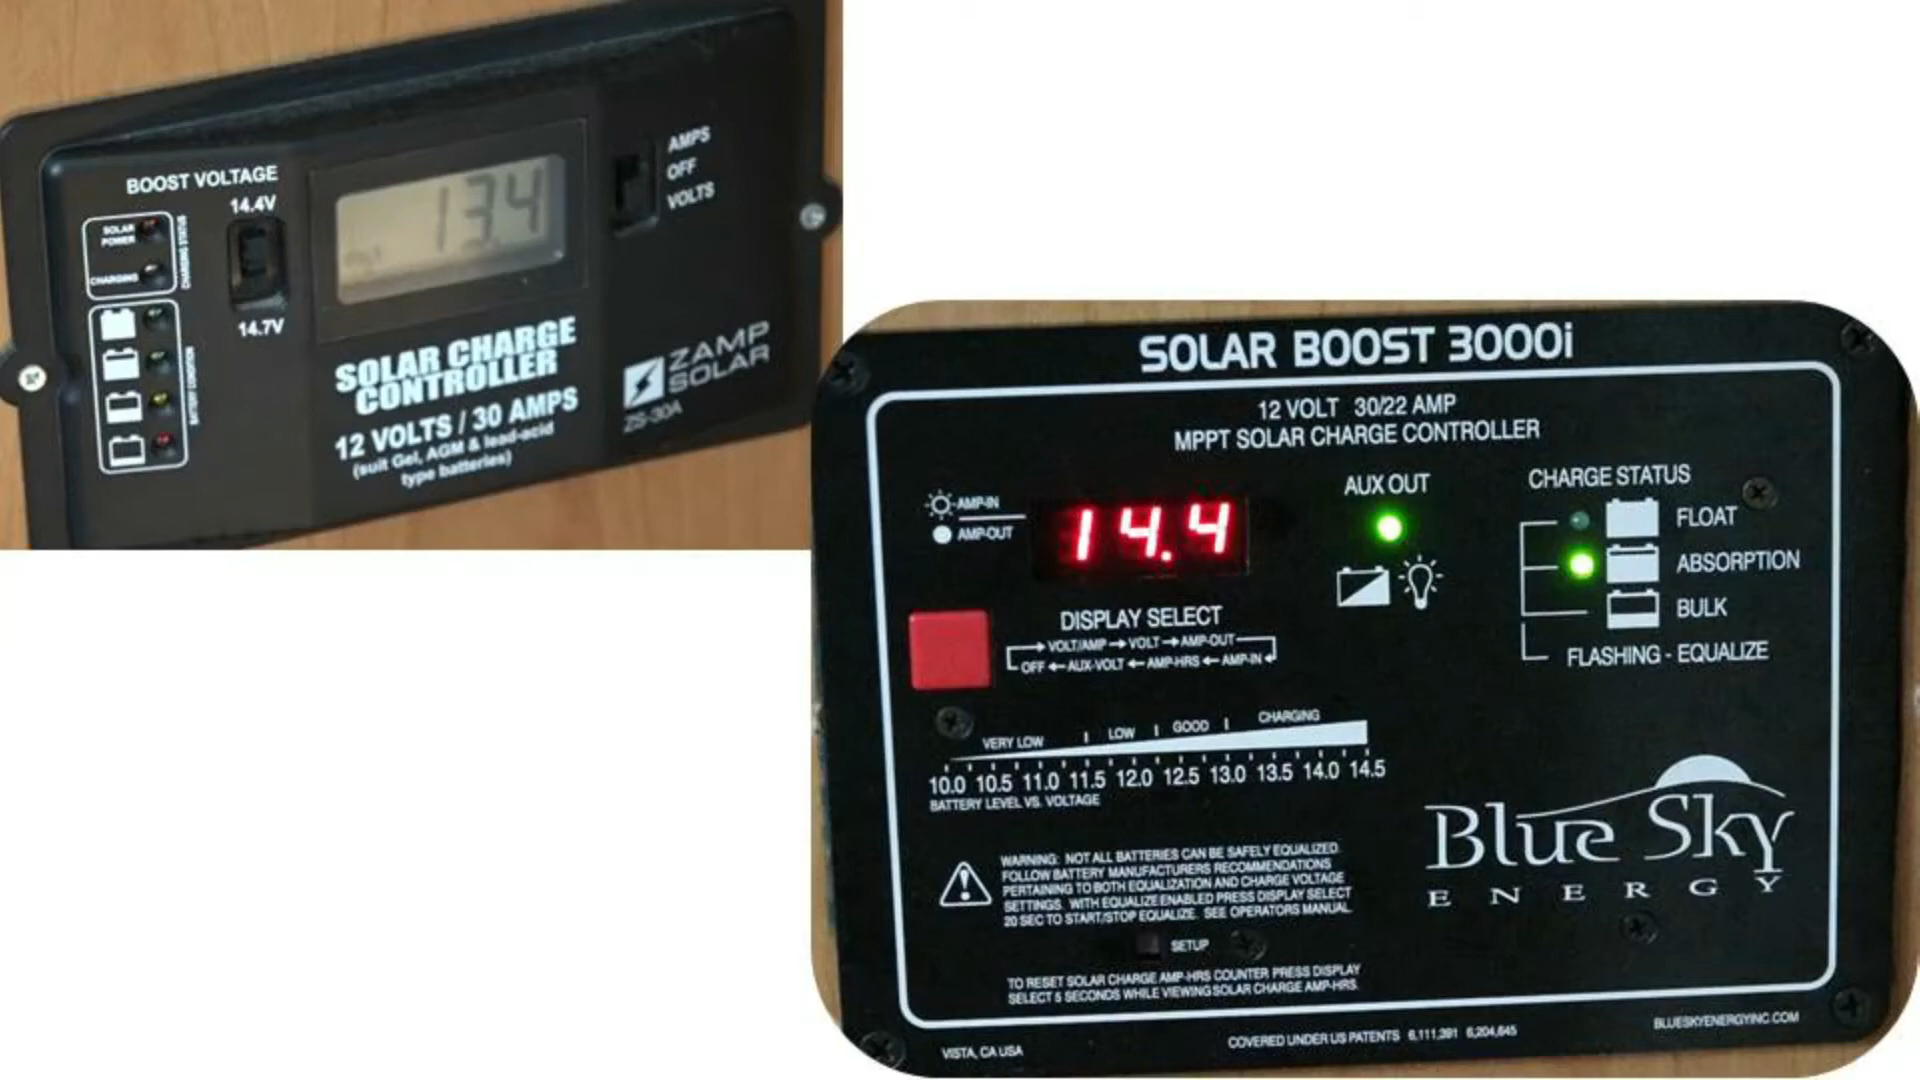 BOOST VOLTAGE
14.4V
14.7V
SOLAR POWER
CHARGING
CHARGING STATUS
BATTERY CONDITION
13.4
AMPS
OFF
VOLTS
SOLAR CHARGE
CONTROLLER
12 VOLTS / 30 AMPS
(suit Gel, AGM & lead-acid
type batteries)
ZAMP
SOLAR
ZS-30A
SOLAR BOOST 3000i
12 VOLT 30/22 AMP
MPPT SOLAR CHARGE CONTROLLER
AMP-IN
AMP-OUT
14.4
AUX OUT
CHARGE STATUS
FLOAT
ABSORPTION
BULK
FLASHING - EQUALIZE
DISPLAY SELECT
VOLT/AMP → VOLT → AMP-OUT
OFF ← AUX-VOLT ← AMP-HRS ← AMP-IN
VERY LOW | LOW | GOOD | CHARGING
10.0 10.5 11.0 11.5 12.0 12.5 13.0 13.5 14.0 14.5
BATTERY LEVEL VS. VOLTAGE
Blue Sky
ENERGY
WARNING: NOT ALL BATTERIES CAN BE SAFELY EQUALIZED.
FOLLOW BATTERY MANUFACTURERS RECOMMENDATIONS
PERTAINING TO BOTH EQUALIZATION AND CHARGE VOLTAGE
SETTINGS. WITH EQUALIZE ENABLED PRESS DISPLAY SELECT
20 SEC TO START/STOP EQUALIZE. SEE OPERATORS MANUAL.
SETUP
TO RESET SOLAR CHARGE AMP-HRS COUNTER PRESS DISPLAY
SELECT 5 SECONDS WHILE VIEWING SOLAR CHARGE AMP-HRS.
VISTA, CA USA
COVERED UNDER US PATENTS 6,111,391 6,204,645
BLUESKYENERGYINC.COM